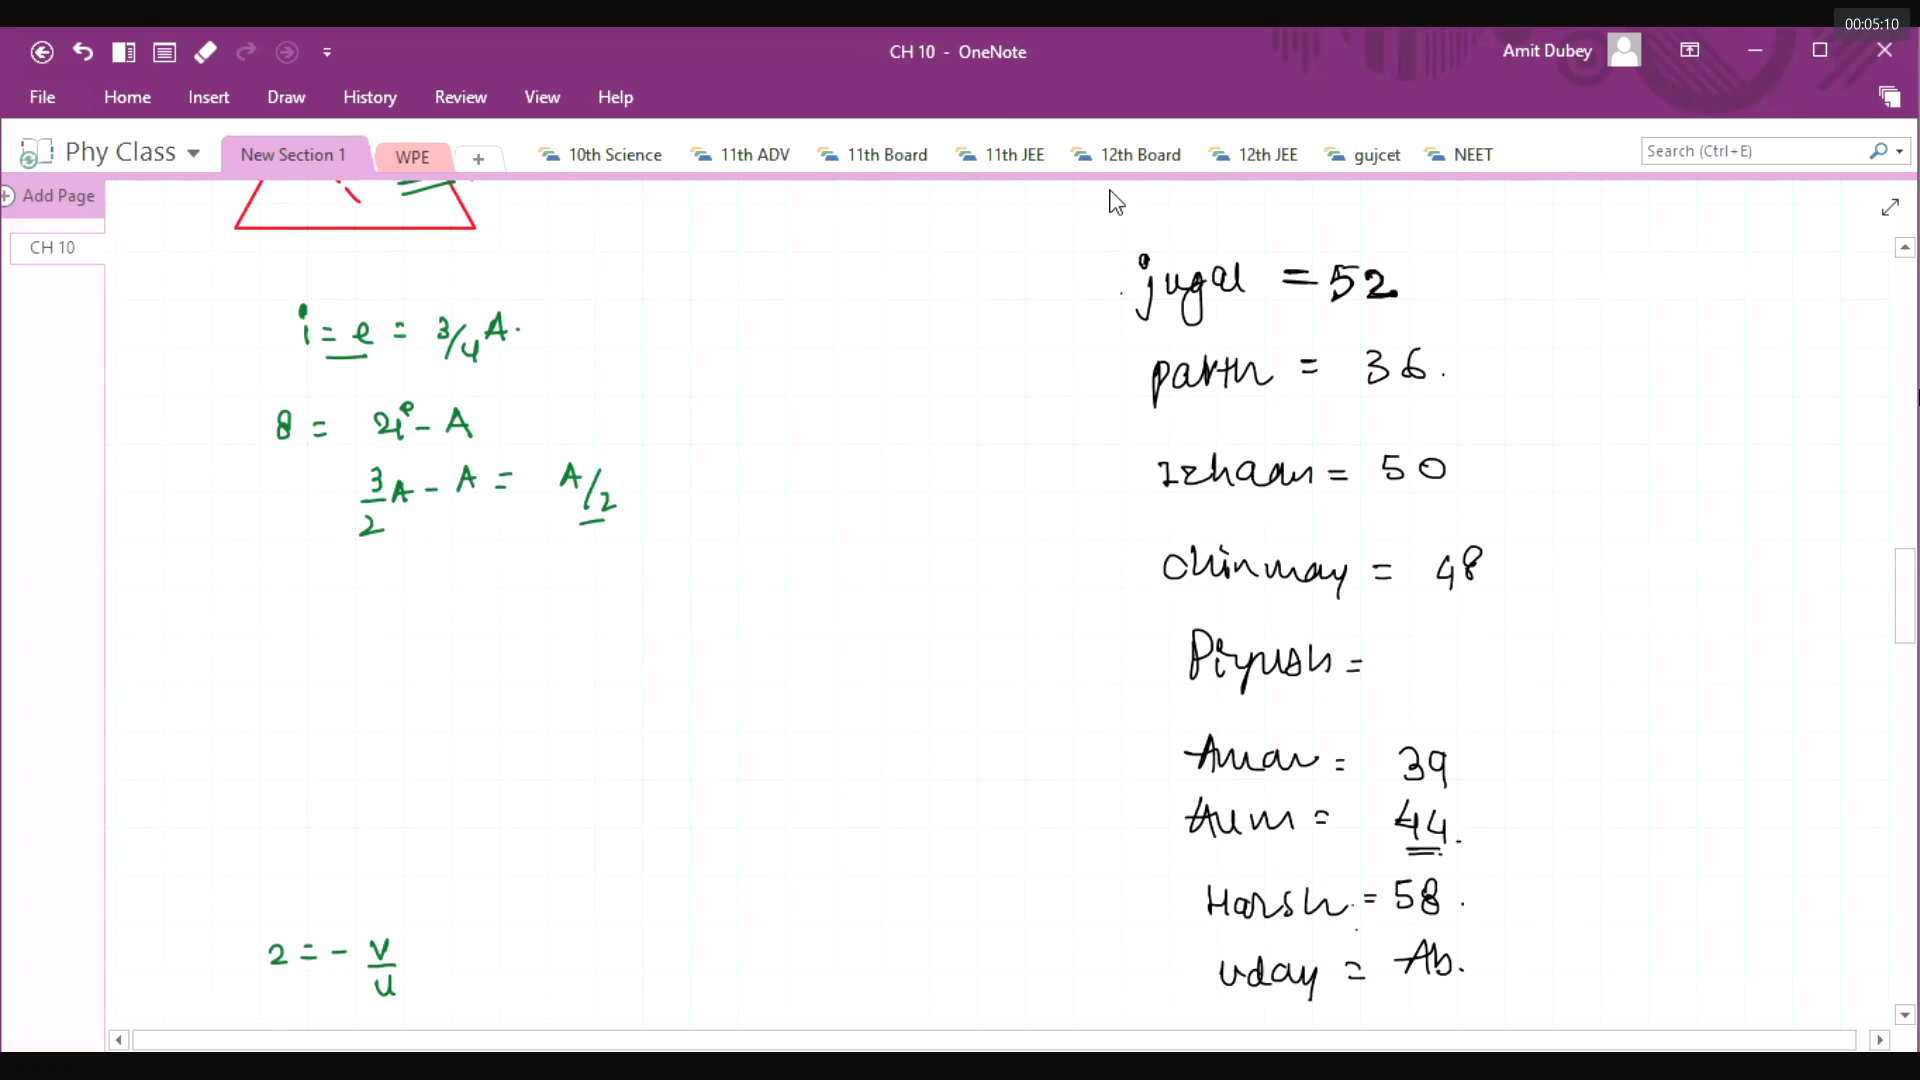 00:05:10
CH 10 - OneNote
Amit Dubey
File Home Insert Draw History Review View Help
Phy Class
New Section 1
WPE
10th Science
11th ADV
11th Board
11th JEE
12th Board
12th JEE
gujcet
NEET
Search (Ctrl+E)
Add Page
CH 10
i = e = 3/4 A.
8 = 2i - A
3/2 A - A = A/2
2 = - v/u
jugal = 52
parth = 36.
Izhaan = 50
Chinmay = 48
Piyush =
Aman = 39
44.
Harsh = 58.
uday = Ab.